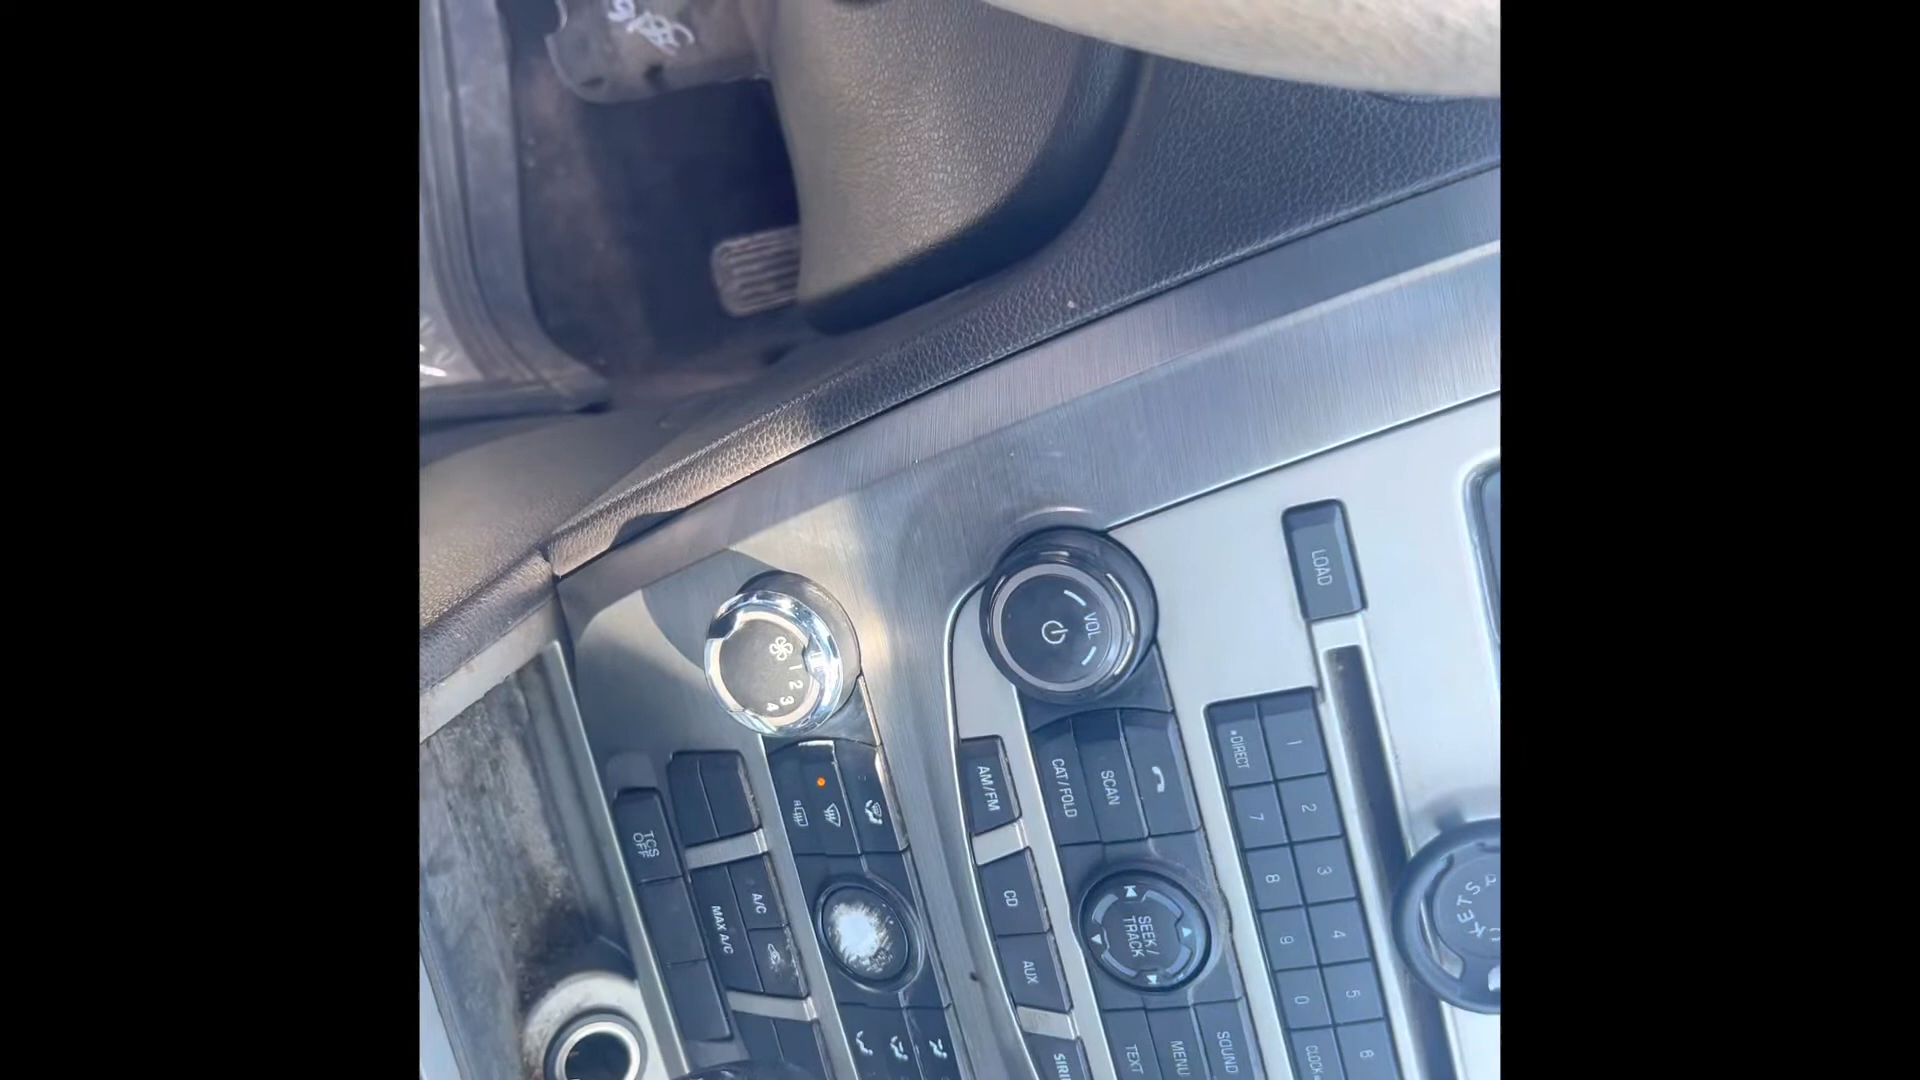 LOAD
VOL
*DIRECT
1
7
2
8
3
9
4
0
5
CLOCK
6
AM/FM
CAT/FOLD
SCAN
CD
AUX
SEEK/
TRACK
TEXT
MENU
SOUND
1
2
3
4
R
TCS
OFF
A/C
MAX A/C